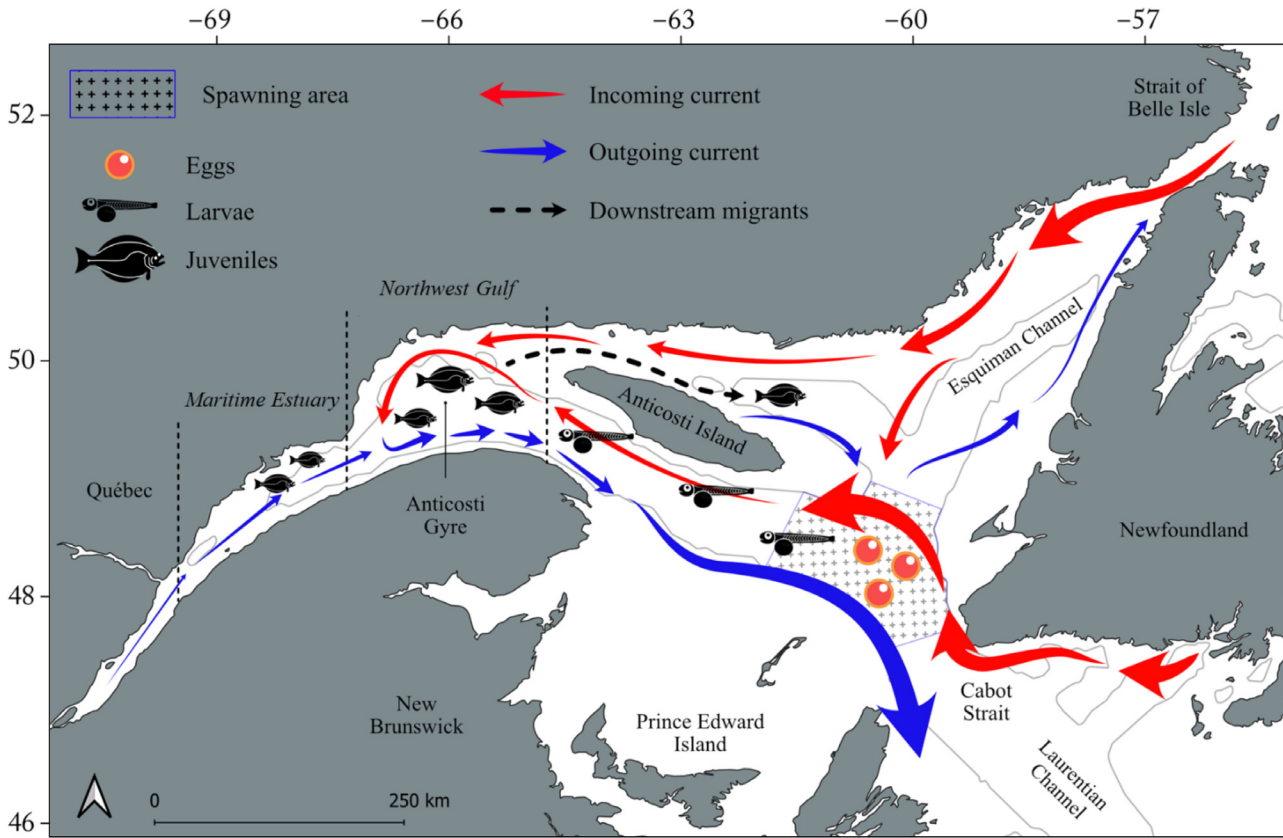 −69 −66 −63 −60 −57
52
50
48
46
Spawning area
Eggs
Larvae
Juveniles
Incoming current
Outgoing current
Downstream migrants
Strait of
Belle Isle
Northwest Gulf
Maritime Estuary
Québec
Anticosti
Gyre
Anticosti Island
Esquiman Channel
Newfoundland
New
Brunswick
Prince Edward
Island
Cabot
Strait
Laurentian
Channel
0 250 km